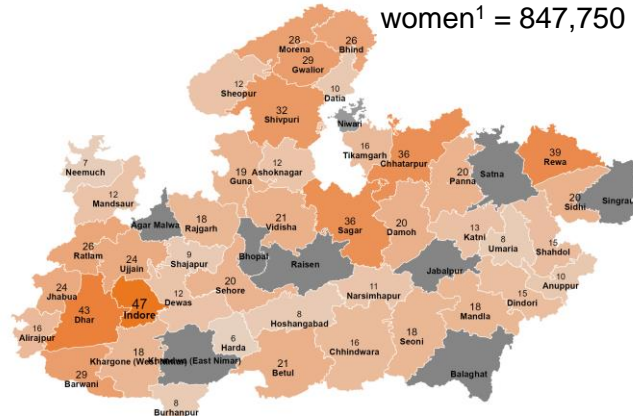 women¹ = 847,750
28
Morena
26
Bhind
29
Gwalior
12
Sheopur
10
Datia
32
Shivpuri
Niwari
16
Tikamgarh
36
Chhatarpur
39
Rewa
7
Neemuch
19
Guna
12
Ashoknagar
20
Panna
Satna
12
Mandsaur
20
Sidhi
Singrau
Agar Malwa
18
Rajgarh
21
Vidisha
36
Sagar
20
Damoh
13
Katni
8
Umaria
15
Shahdol
26
Ratlam
24
Ujjain
9
Shajapur
Bhopal
Raisen
Jabalpur
10
Anuppur
24
Jhabua
43
Dhar
47
Indore
12
Dewas
20
Sehore
11
Narsimhapur
15
Dindori
16
Alirajpur
8
Hoshangabad
18
Mandla
6
Harda
18
Khargone (West
(East Nimar)
16
Chhindwara
18
Seoni
29
Barwani
21
Betul
Balaghat
8
Burhanpur